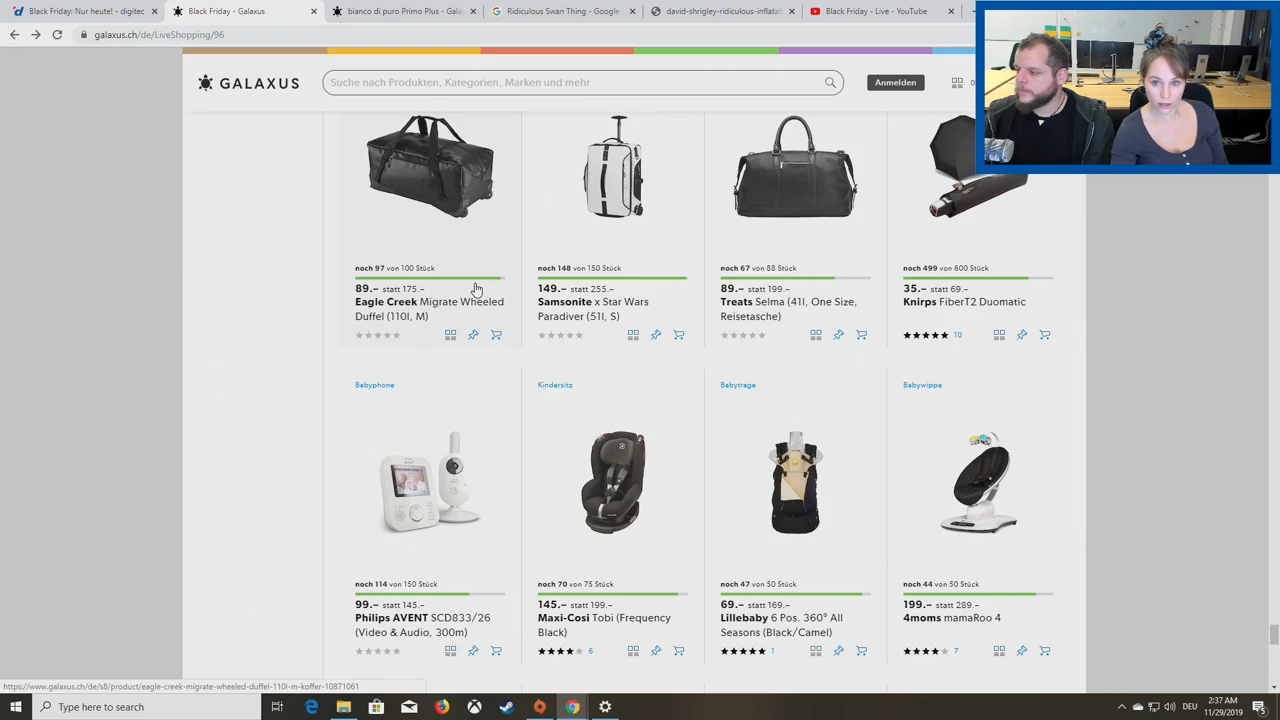 Black Friday: Nur heute! - digitec
Black Friday - Galaxus
bianco di puro Primo Plus - Gala
Ridiculous Swan Thing - Google-
david-shrigley-ridiculous-inflatab
Black Friday - Live - YouTube
galaxus.ch/de/LiveShopping/96
GALAXUS
Suche nach Produkten, Kategorien, Marken und mehr
Anmelden
0
noch 97 von 100 Stück
89.– statt 175.–
Eagle Creek Migrate Wheeled
Duffel (110l, M)
noch 148 von 150 Stück
149.– statt 255.–
Samsonite x Star Wars
Paradiver (51l, S)
noch 67 von 88 Stück
89.– statt 199.–
Treats Selma (41l, One Size,
Reisetasche)
noch 499 von 600 Stück
35.– statt 69.–
Knirps FiberT2 Duomatic
10
Babyphone
Kindersitz
Babytrage
Babywippe
noch 114 von 150 Stück
99.– statt 145.–
Philips AVENT SCD833/26
(Video & Audio, 300m)
noch 70 von 75 Stück
145.– statt 199.–
Maxi-Cosi Tobi (Frequency
Black)
6
noch 47 von 50 Stück
69.– statt 169.–
Lillebaby 6 Pos. 360° All
Seasons (Black/Camel)
1
noch 44 von 50 Stück
199.– statt 289.–
4moms mamaRoo 4
7
https://www.galaxus.ch/de/s8/product/eagle-creek-migrate-wheeled-duffel-110l-m-koffer-10871061
Type here to search
DEU
2:37 AM
11/29/2019
5